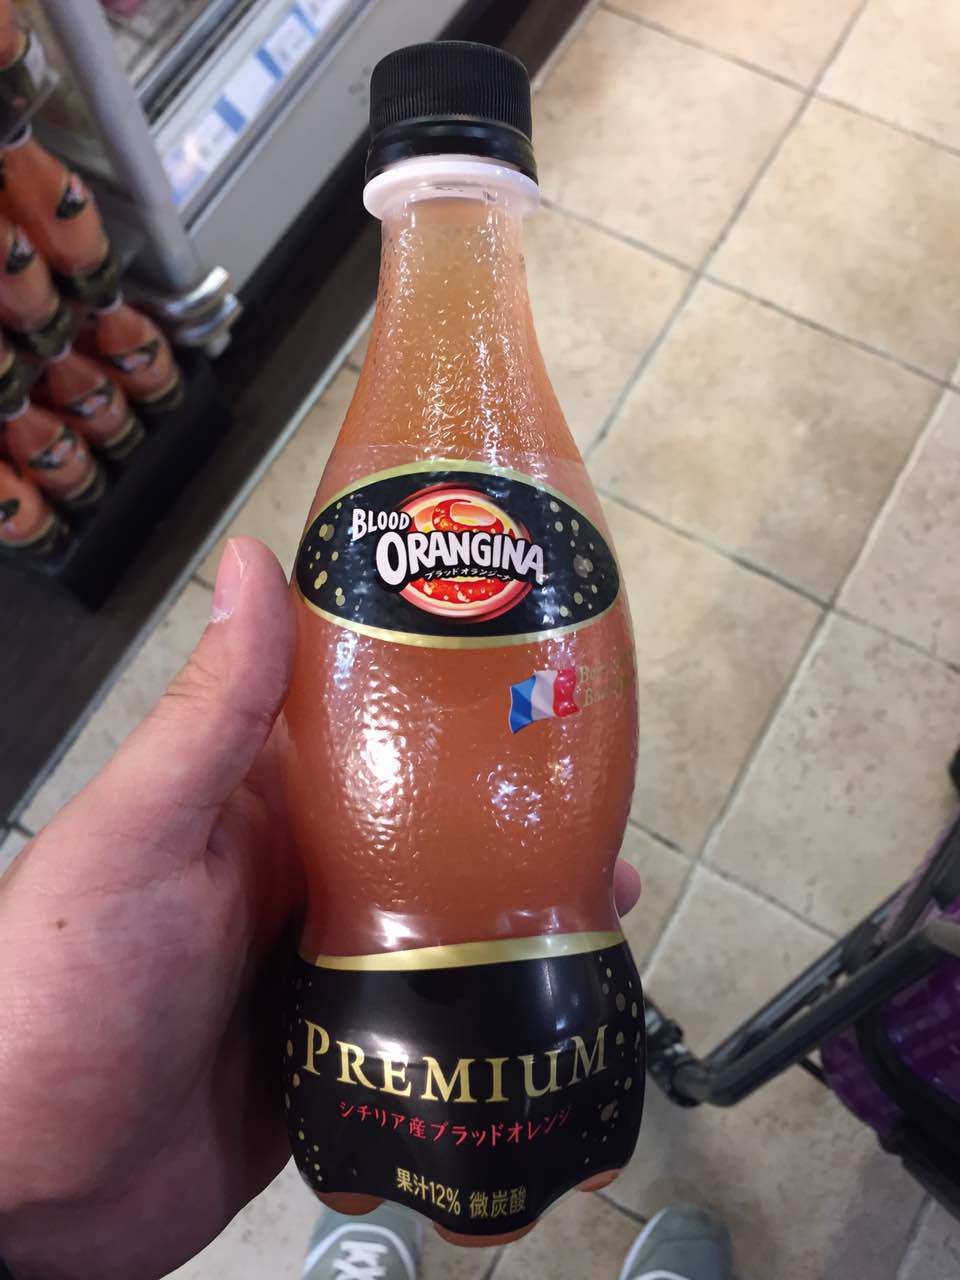 BLOOD
ORANGINA
ブラッドオランジーナ
PREMIUM
シチリア産ブラッドオレンジ
果汁12% 微炭酸